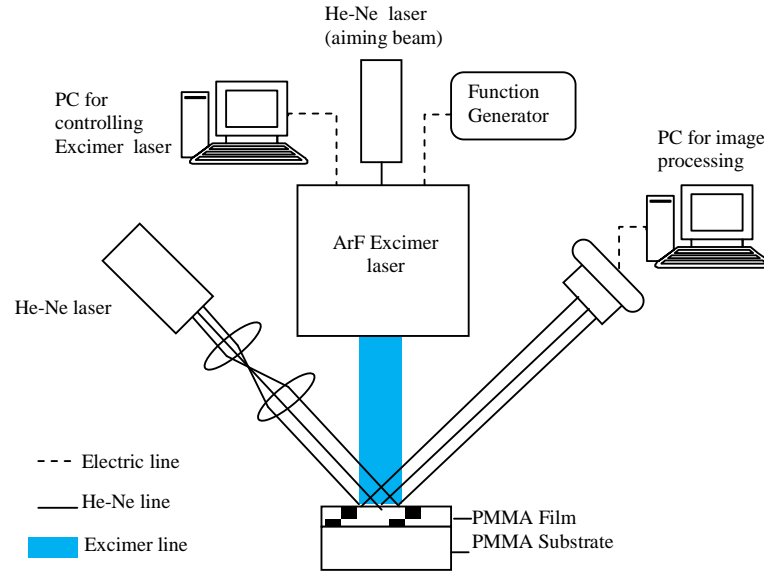 He-Ne laser
(aiming beam)
PC for
controlling
Excimer laser
Function
Generator
PC for image
processing
ArF Excimer
laser
He-Ne laser
Electric line
He-Ne line
Excimer line
PMMA Film
PMMA Substrate